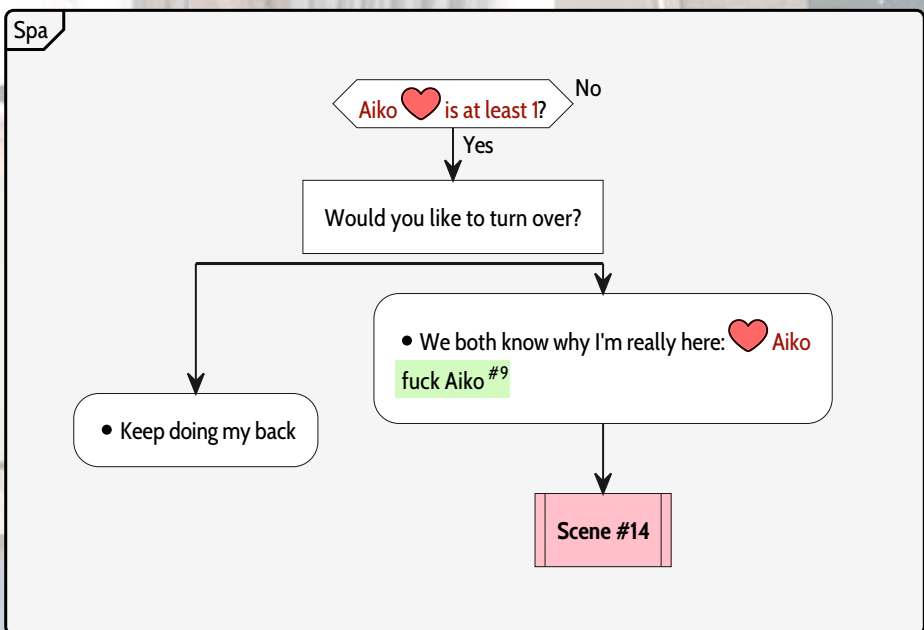 Spa
Aiko ❤ is at least 1?
No
Yes
Would you like to turn over?
• We both know why I'm really here: ❤ Aiko
fuck Aiko #9
• Keep doing my back
Scene #14